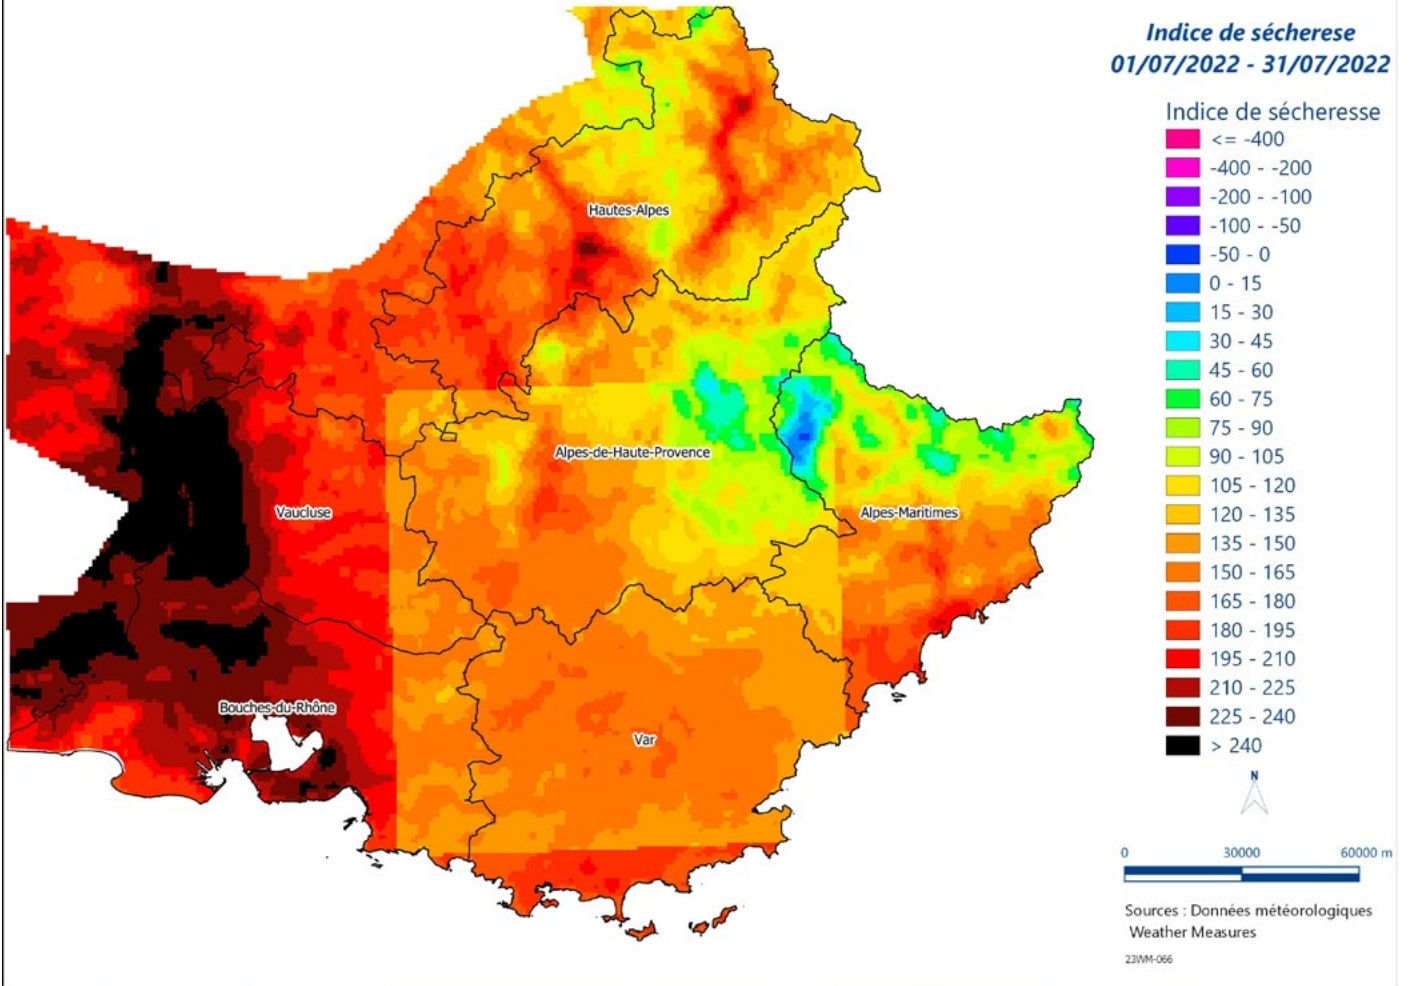 Indice de sécherese
01/07/2022 - 31/07/2022
Indice de sécheresse
<= -400
-400 - -200
-200 - -100
-100 - -50
-50 - 0
0 - 15
15 - 30
30 - 45
45 - 60
60 - 75
75 - 90
90 - 105
105 - 120
120 - 135
135 - 150
150 - 165
165 - 180
180 - 195
195 - 210
210 - 225
225 - 240
> 240
N
0 30000 60000 m
Sources : Données météorologiques
Weather Measures
23WM-066
Hautes-Alpes
Alpes-de-Haute-Provence
Vaucluse
Alpes-Maritimes
Bouches-du-Rhône
Var